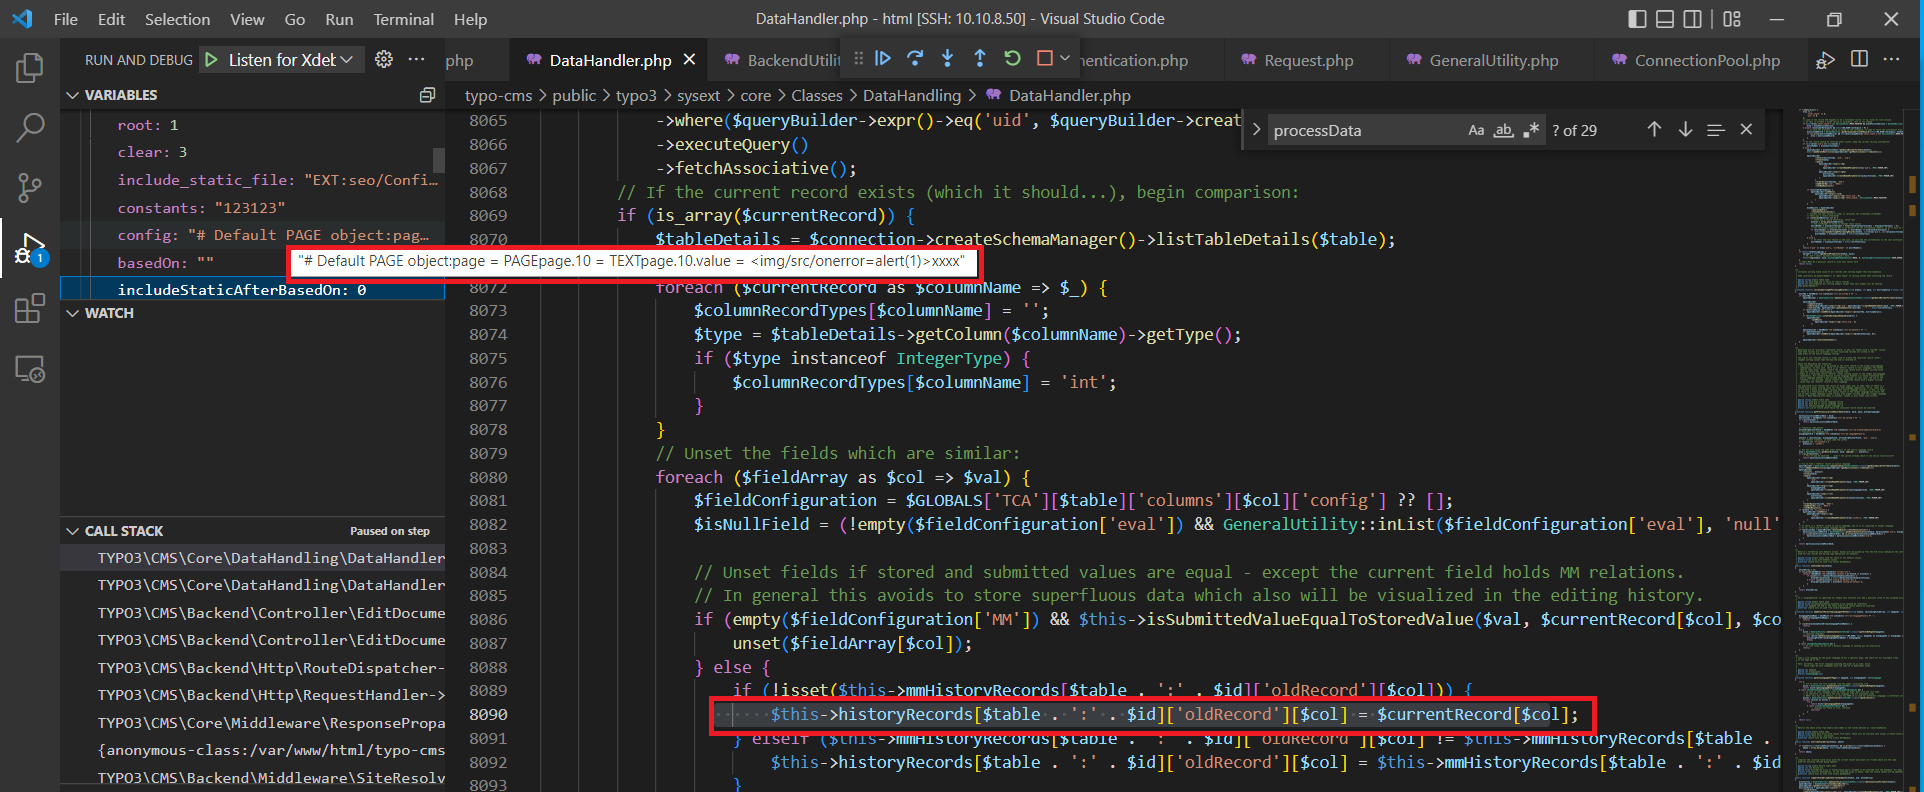 File Edit Selection View Go Run Terminal Help
DataHandler.php - html [SSH: 10.10.8.50] - Visual Studio Code
RUN AND DEBUG Listen for Xdeb
php DataHandler.php BackendUtili hentication.php Request.php GeneralUtility.php ConnectionPool.php
typo-cms > public > typo3 > sysext > core > Classes > DataHandling > DataHandler.php
processData Aa ab ? of 29
VARIABLES
root: 1
clear: 3
include_static_file: "EXT:seo/Confi…
constants: "123123"
config: "# Default PAGE object:pag…
basedOn: ""
includeStaticAfterBasedOn: 0
"# Default PAGE object:page = PAGEpage.10 = TEXTpage.10.value = <img/src/onerror=alert(1)>xxxx"
WATCH
CALL STACK Paused on step
TYPO3\CMS\Core\DataHandling\DataHandler
TYPO3\CMS\Core\DataHandling\DataHandler
TYPO3\CMS\Backend\Controller\EditDocume
TYPO3\CMS\Backend\Controller\EditDocume
TYPO3\CMS\Backend\Http\RouteDispatcher-
TYPO3\CMS\Backend\Http\RequestHandler->
TYPO3\CMS\Core\Middleware\ResponsePropa
{anonymous-class:/var/www/html/typo-cms
TYPO3\CMS\Backend\Middleware\SiteResolv
1
8065 ->where($queryBuilder->expr()->eq('uid', $queryBuilder->creat
8066 ->executeQuery()
8067 ->fetchAssociative();
8068 // If the current record exists (which it should...), begin comparison:
8069 if (is_array($currentRecord)) {
8070 $tableDetails = $connection->createSchemaManager()->listTableDetails($table);
8072 foreach ($currentRecord as $columnName => $_) {
8073 $columnRecordTypes[$columnName] = '';
8074 $type = $tableDetails->getColumn($columnName)->getType();
8075 if ($type instanceof IntegerType) {
8076 $columnRecordTypes[$columnName] = 'int';
8077 }
8078 }
8079 // Unset the fields which are similar:
8080 foreach ($fieldArray as $col => $val) {
8081 $fieldConfiguration = $GLOBALS['TCA'][$table]['columns'][$col]['config'] ?? [];
8082 $isNullField = (!empty($fieldConfiguration['eval']) && GeneralUtility::inList($fieldConfiguration['eval'], 'null'
8083
8084 // Unset fields if stored and submitted values are equal - except the current field holds MM relations.
8085 // In general this avoids to store superfluous data which also will be visualized in the editing history.
8086 if (empty($fieldConfiguration['MM']) && $this->isSubmittedValueEqualToStoredValue($val, $currentRecord[$col], $co
8087 unset($fieldArray[$col]);
8088 } else {
8089 if (!isset($this->mmHistoryRecords[$table . ':' . $id]['oldRecord'][$col])) {
8090 $this->historyRecords[$table . ':' . $id]['oldRecord'][$col] = $currentRecord[$col];
8091 } elseif ($this->mmHistoryRecords[$table . ':' . $id]['oldRecord'][$col] != $this->mmHistoryRecords[$table .
8092 $this->historyRecords[$table . ':' . $id]['oldRecord'][$col] = $this->mmHistoryRecords[$table . ':' . $id
8093 }